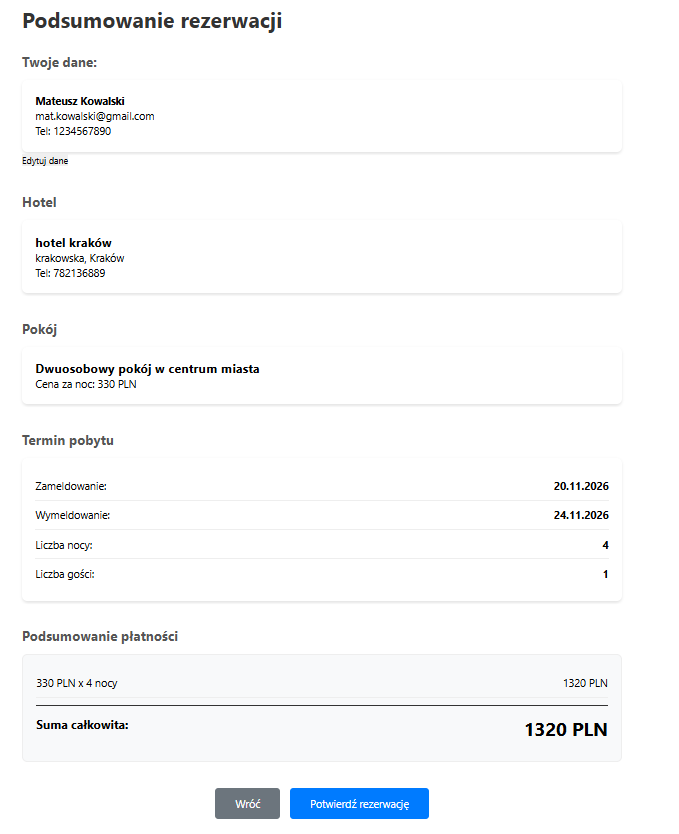 Podsumowanie rezerwacji
Twoje dane:
Mateusz Kowalski
mat.kowalski@gmail.com
Tel: 1234567890
Edytuj dane
Hotel
hotel kraków
krakowska, Kraków
Tel: 782136889
Pokój
Dwuosobowy pokój w centrum miasta
Cena za noc: 330 PLN
Termin pobytu
Zameldowanie: 20.11.2026
Wymeldowanie: 24.11.2026
Liczba nocy: 4
Liczba gości: 1
Podsumowanie płatności
330 PLN x 4 nocy 1320 PLN
Suma całkowita: 1320 PLN
Wróć Potwierdź rezerwację